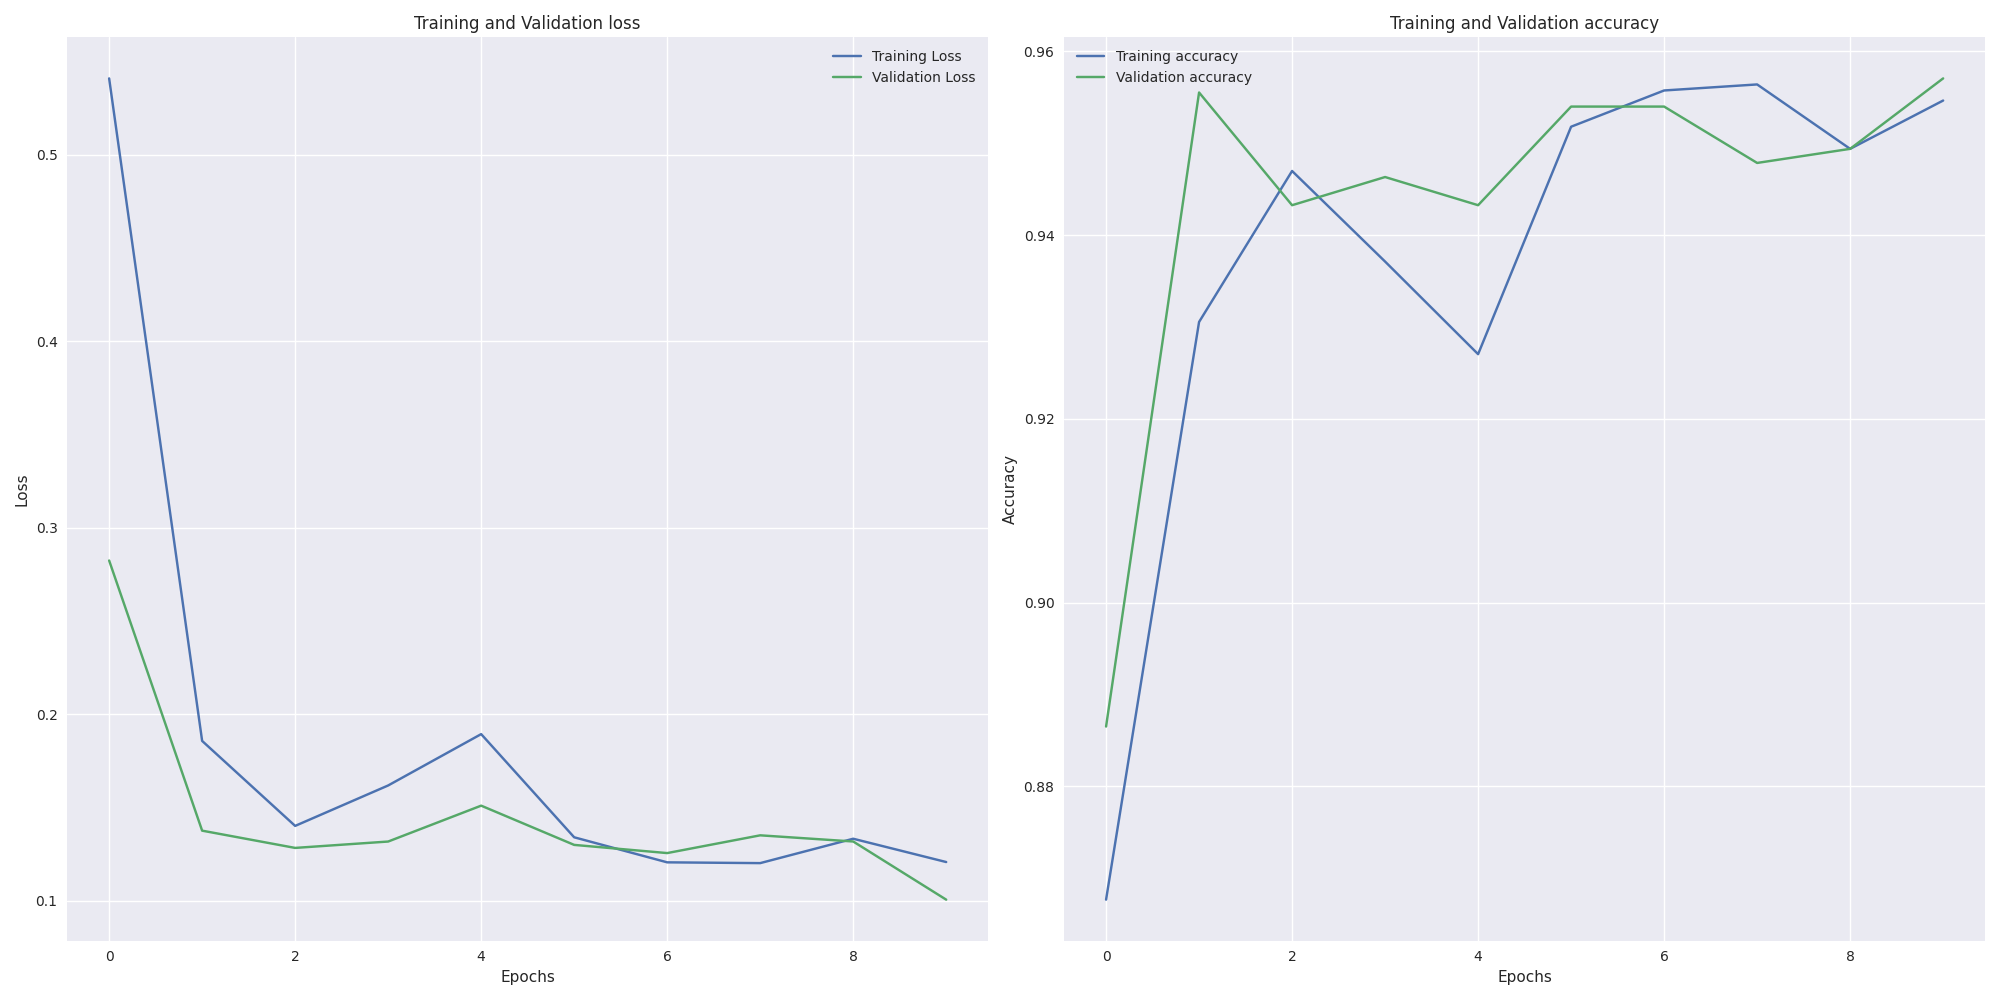 Training and Validation loss
Training Loss
Validation Loss
0.5
0.4
0.3
0.2
0.1
Loss
0 2 4 6 8
Epochs
Training and Validation accuracy
Training accuracy
Validation accuracy
0.96
0.94
0.92
0.90
0.88
Accuracy
0 2 4 6 8
Epochs